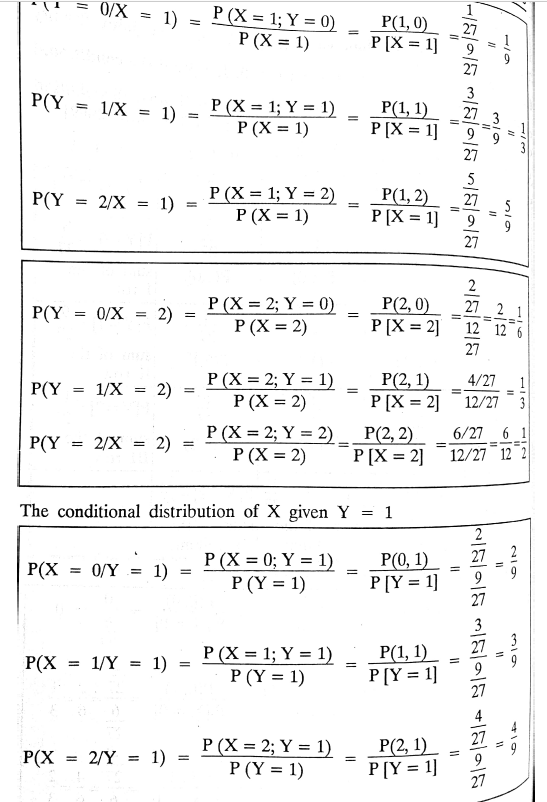 = 0/X = 1) = P (X = 1; Y = 0) / P (X = 1) = P(1, 0) / P [X = 1] = 1/27 / 9/27 = 1/9
P(Y = 1/X = 1) = P (X = 1; Y = 1) / P (X = 1) = P(1, 1) / P [X = 1] = 3/27 / 9/27 = 3/9 = 1/3
P(Y = 2/X = 1) = P (X = 1; Y = 2) / P (X = 1) = P(1, 2) / P [X = 1] = 5/27 / 9/27 = 5/9
P(Y = 0/X = 2) = P (X = 2; Y = 0) / P (X = 2) = P(2, 0) / P [X = 2] = 2/27 / 12/27 = 2/12 = 1/6
P(Y = 1/X = 2) = P (X = 2; Y = 1) / P (X = 2) = P(2, 1) / P [X = 2] = 4/27 / 12/27 = 1/3
P(Y = 2/X = 2) = P (X = 2; Y = 2) / P (X = 2) = P(2, 2) / P [X = 2] = 6/27 / 12/27 = 6/12 = 1/2
The conditional distribution of X given Y = 1
P(X = 0/Y = 1) = P (X = 0; Y = 1) / P (Y = 1) = P(0, 1) / P [Y = 1] = 2/27 / 9/27 = 2/9
P(X = 1/Y = 1) = P (X = 1; Y = 1) / P (Y = 1) = P(1, 1) / P [Y = 1] = 3/27 / 9/27 = 3/9
P(X = 2/Y = 1) = P (X = 2; Y = 1) / P (Y = 1) = P(2, 1) / P [Y = 1] = 4/27 / 9/27 = 4/9